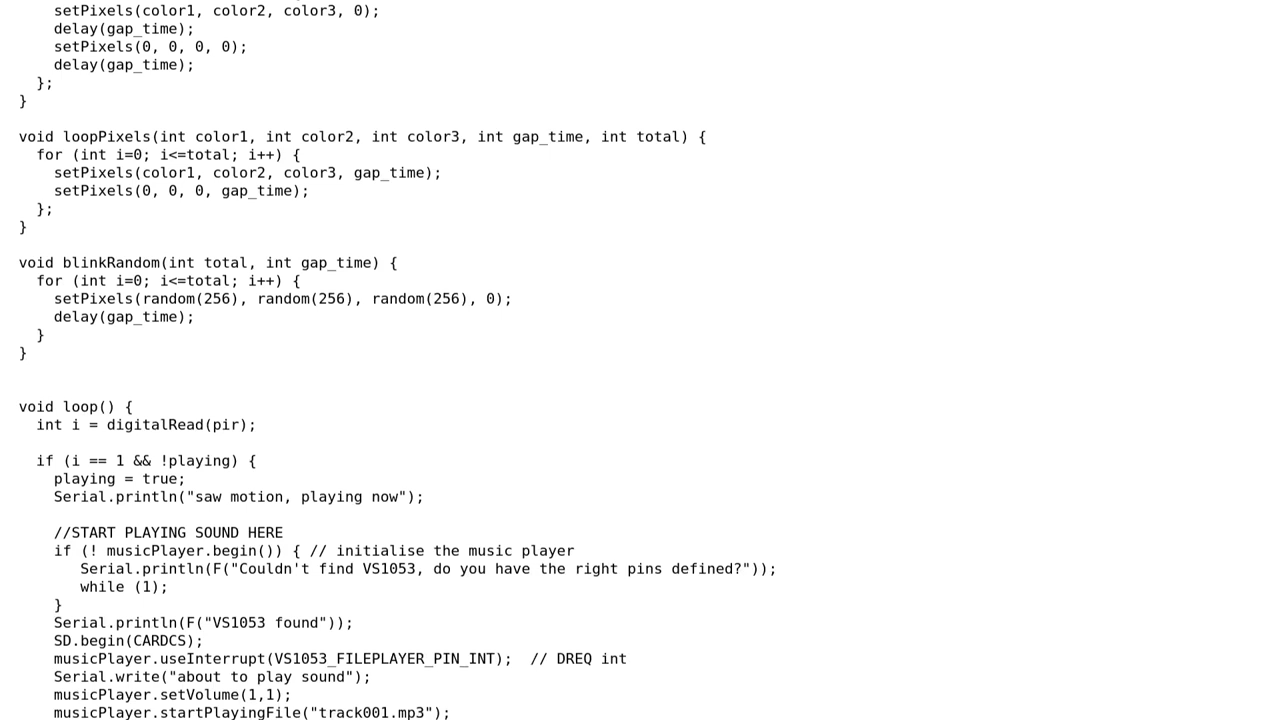 setPixels(color1, color2, color3, 0);
    delay(gap_time);
    setPixels(0, 0, 0, 0);
    delay(gap_time);
  };
}

void loopPixels(int color1, int color2, int color3, int gap_time, int total) {
  for (int i=0; i<=total; i++) {
    setPixels(color1, color2, color3, gap_time);
    setPixels(0, 0, 0, gap_time);
  };
}

void blinkRandom(int total, int gap_time) {
  for (int i=0; i<=total; i++) {
    setPixels(random(256), random(256), random(256), 0);
    delay(gap_time);
  }
}


void loop() {
  int i = digitalRead(pir);

  if (i == 1 && !playing) {
    playing = true;
    Serial.println("saw motion, playing now");

    //START PLAYING SOUND HERE
    if (! musicPlayer.begin()) { // initialise the music player
       Serial.println(F("Couldn't find VS1053, do you have the right pins defined?"));
       while (1);
    }
    Serial.println(F("VS1053 found"));
    SD.begin(CARDCS);
    musicPlayer.useInterrupt(VS1053_FILEPLAYER_PIN_INT);  // DREQ int
    Serial.write("about to play sound");
    musicPlayer.setVolume(1,1);
    musicPlayer.startPlayingFile("track001.mp3");